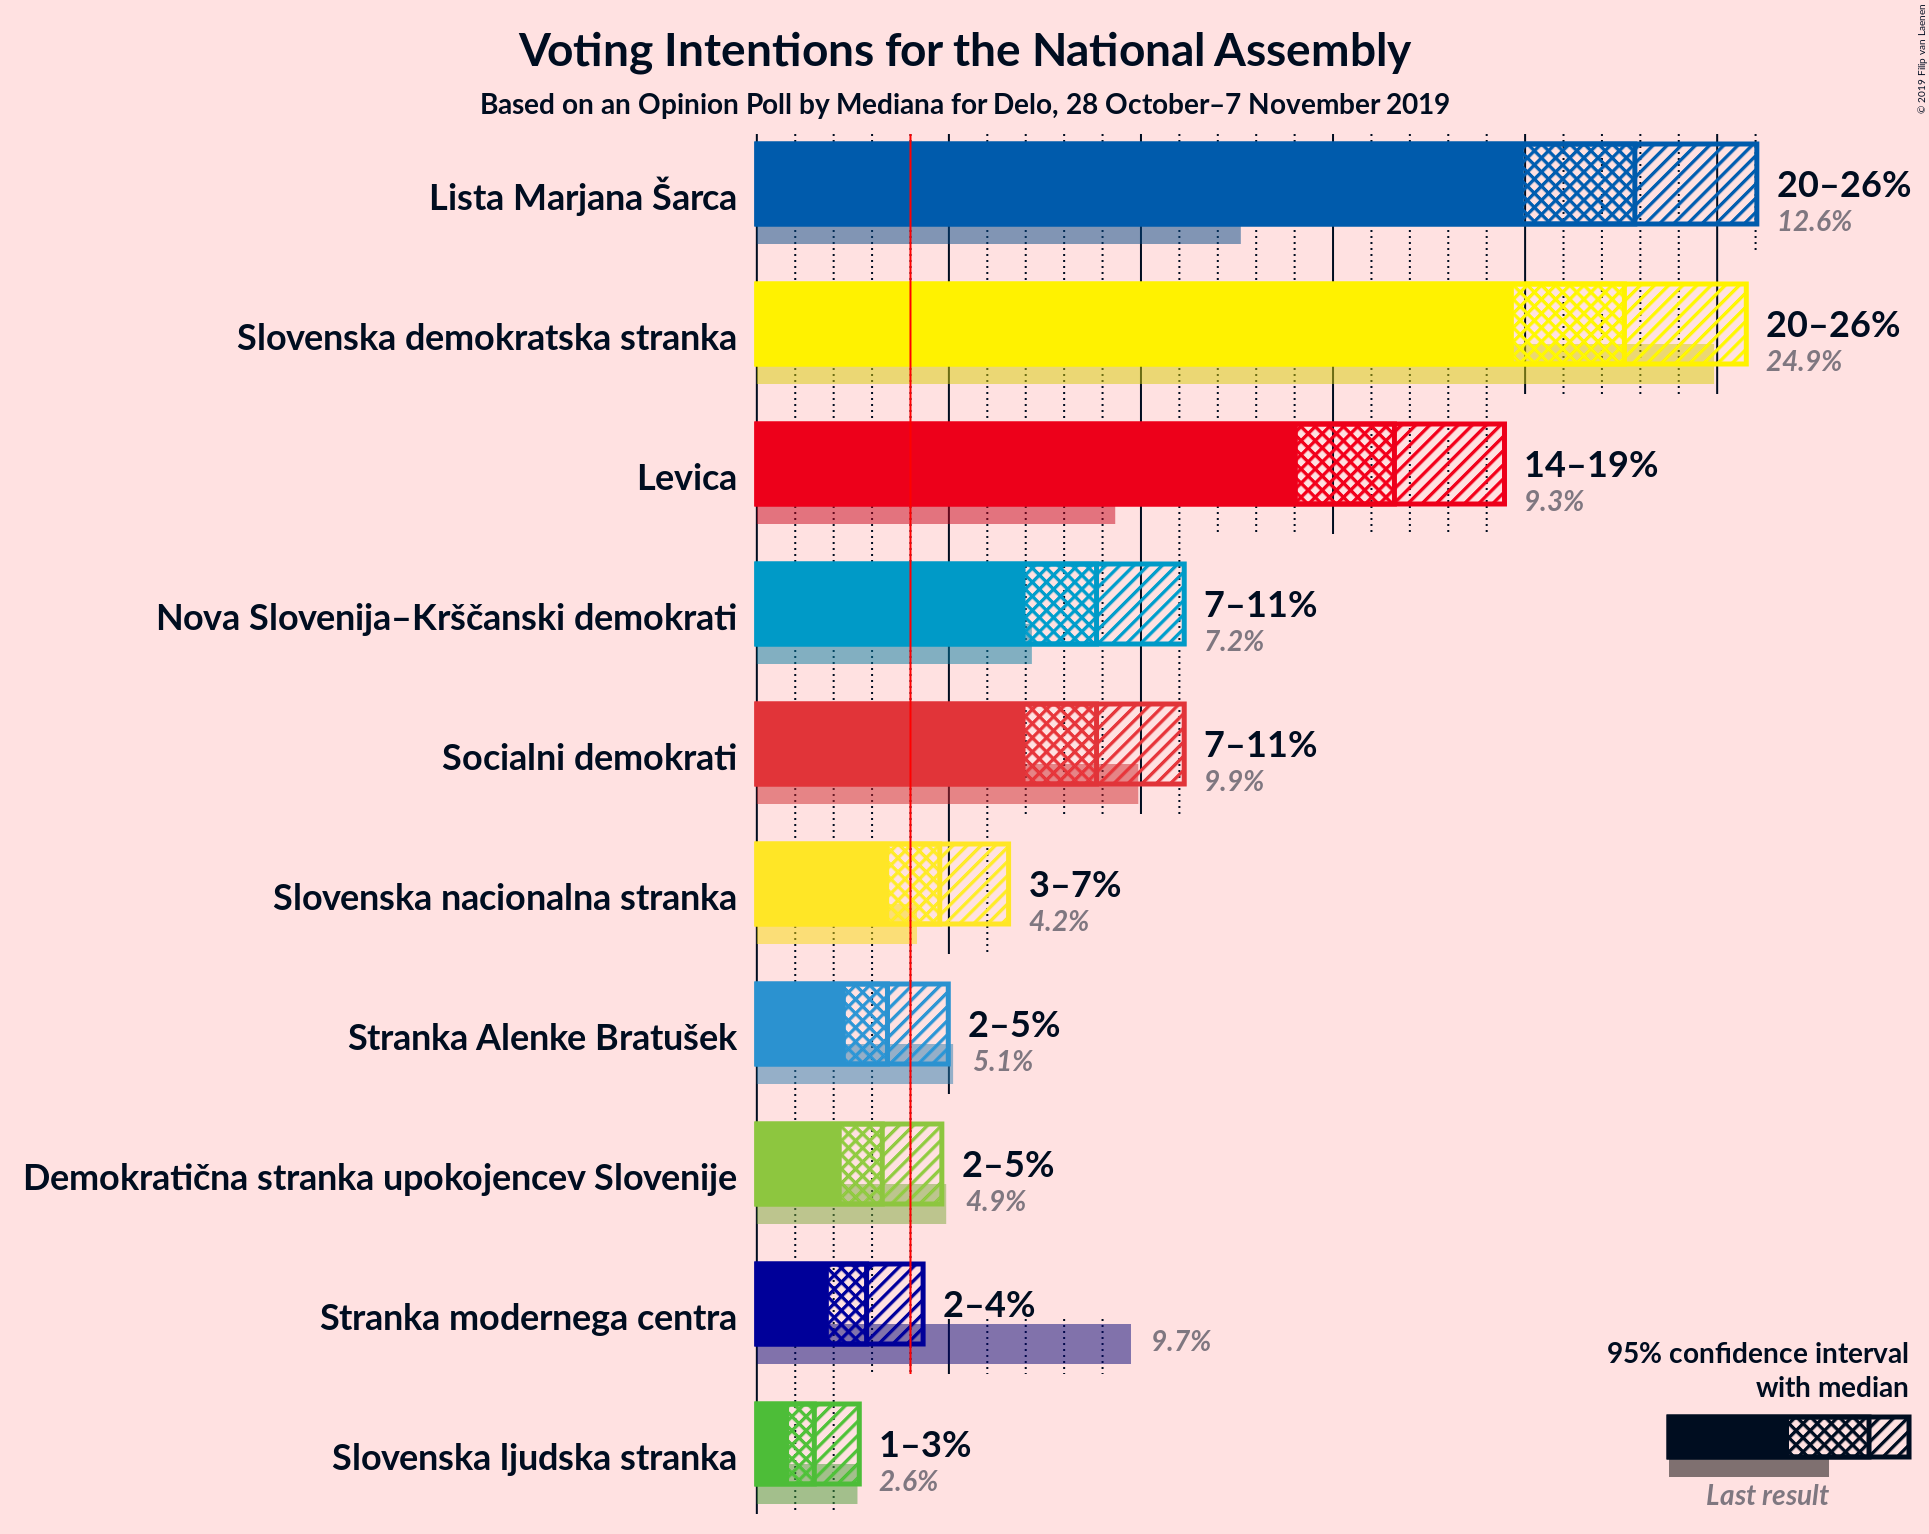 Voting Intentions for the National Assembly
Based on an Opinion Poll by Mediana for Delo, 28 October–7 November 2019
© 2019 Filip van Laenen
Lista Marjana Šarca
20–26%
12.6%
Slovenska demokratska stranka
20–26%
24.9%
Levica
14–19%
9.3%
Nova Slovenija–Krščanski demokrati
7–11%
7.2%
Socialni demokrati
7–11%
9.9%
Slovenska nacionalna stranka
3–7%
4.2%
Stranka Alenke Bratušek
2–5%
5.1%
Demokratična stranka upokojencev Slovenije
2–5%
4.9%
Stranka modernega centra
2–4%
9.7%
Slovenska ljudska stranka
1–3%
2.6%
95% confidence interval
with median
Last result